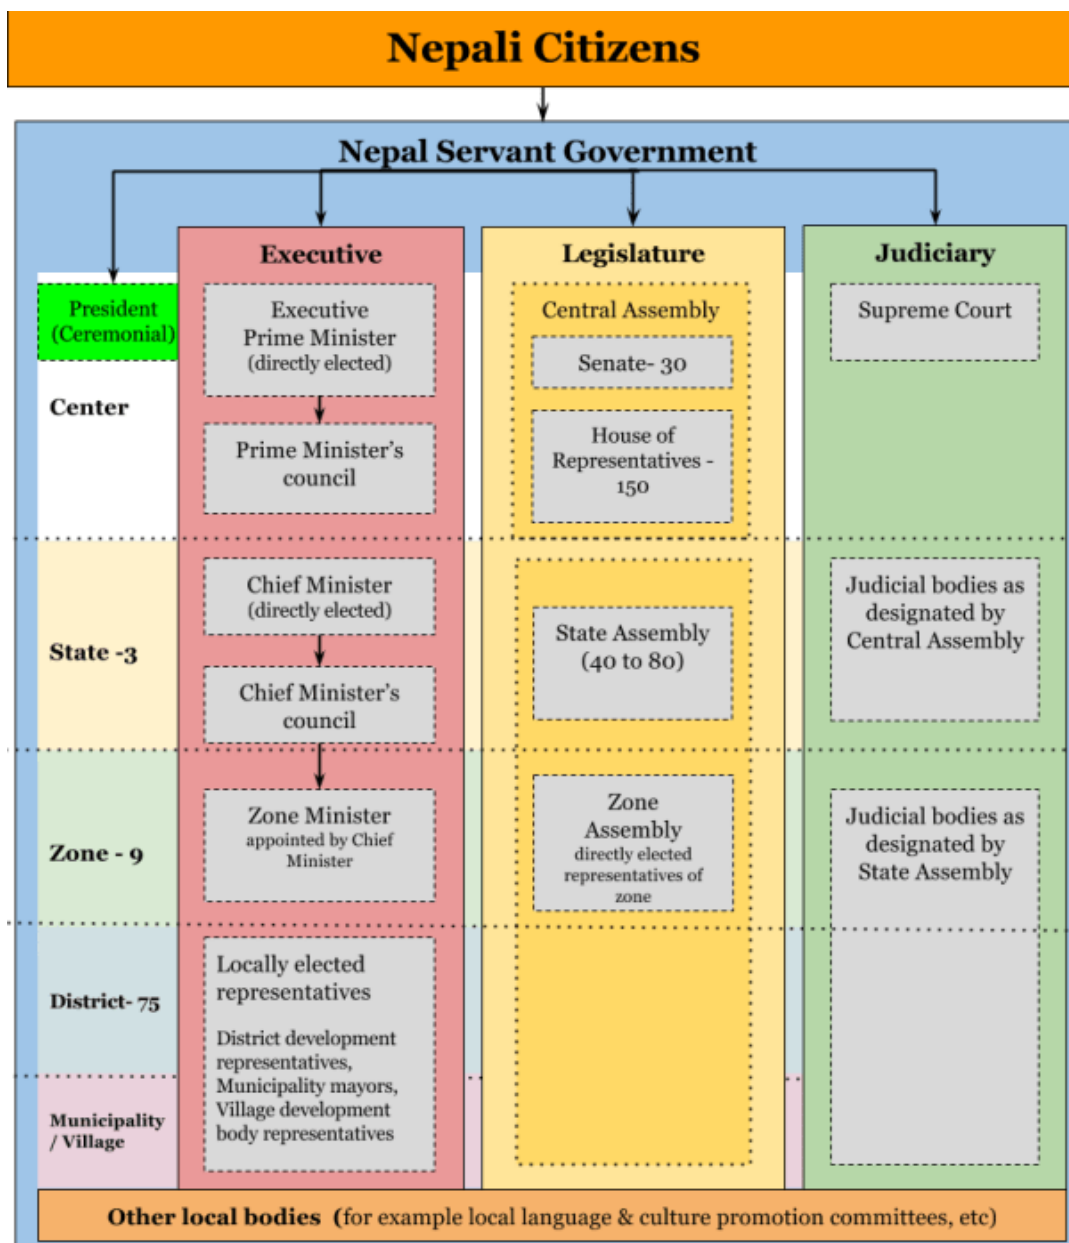 Nepali Citizens
Nepal Servant Government
Executive
Legislature
Judiciary
President
(Ceremonial)
Center
Executive
Prime Minister
(directly elected)
Prime Minister’s
council
Central Assembly
Senate- 30
House of
Representatives -
150
Supreme Court
State -3
Chief Minister
(directly elected)
Chief Minister’s
council
State Assembly
(40 to 80)
Judicial bodies as
designated by
Central Assembly
Zone - 9
Zone Minister
appointed by Chief
Minister
Zone
Assembly
directly elected
representatives of
zone
Judicial bodies as
designated by
State Assembly
District- 75
Locally elected
representatives
District development
representatives,
Municipality mayors,
Village development
body representatives
Municipality
/ Village
Other local bodies (for example local language & culture promotion committees, etc)